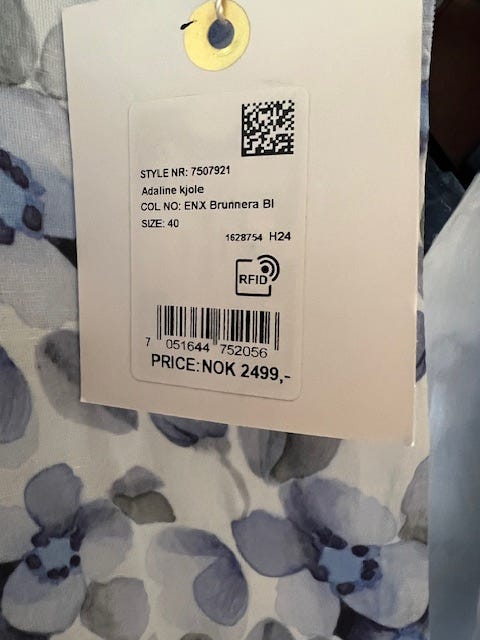 STYLE NR: 7507921
Adaline kjole
COL NO: ENX Brunnera Bl
SIZE: 40
1628754 H24
RFID
7 051644 752056
PRICE: NOK 2499,-